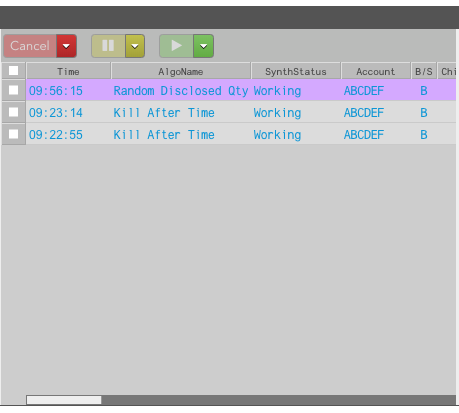 Cancel
Time AlgoName SynthStatus Account B/S Chi
09:56:15 Random Disclosed Qty Working ABCDEF B
09:23:14 Kill After Time Working ABCDEF B
09:22:55 Kill After Time Working ABCDEF B